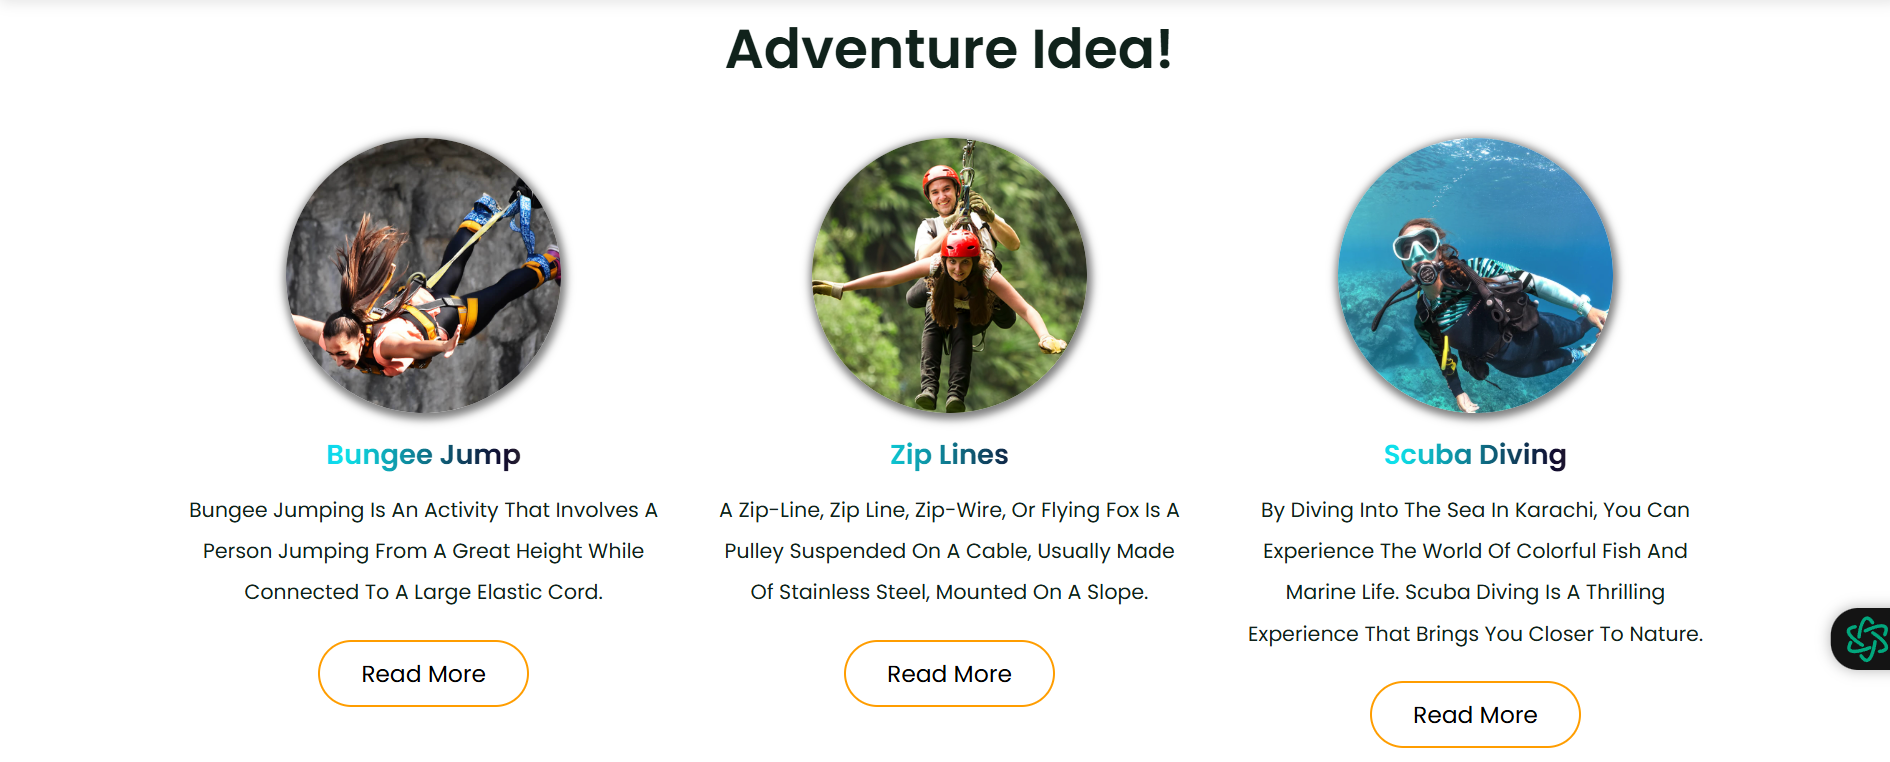 Adventure Idea!
Bungee Jump
Bungee Jumping Is An Activity That Involves A
Person Jumping From A Great Height While
Connected To A Large Elastic Cord.
Read More
Zip Lines
A Zip-Line, Zip Line, Zip-Wire, Or Flying Fox Is A
Pulley Suspended On A Cable, Usually Made
Of Stainless Steel, Mounted On A Slope.
Read More
Scuba Diving
By Diving Into The Sea In Karachi, You Can
Experience The World Of Colorful Fish And
Marine Life. Scuba Diving Is A Thrilling
Experience That Brings You Closer To Nature.
Read More